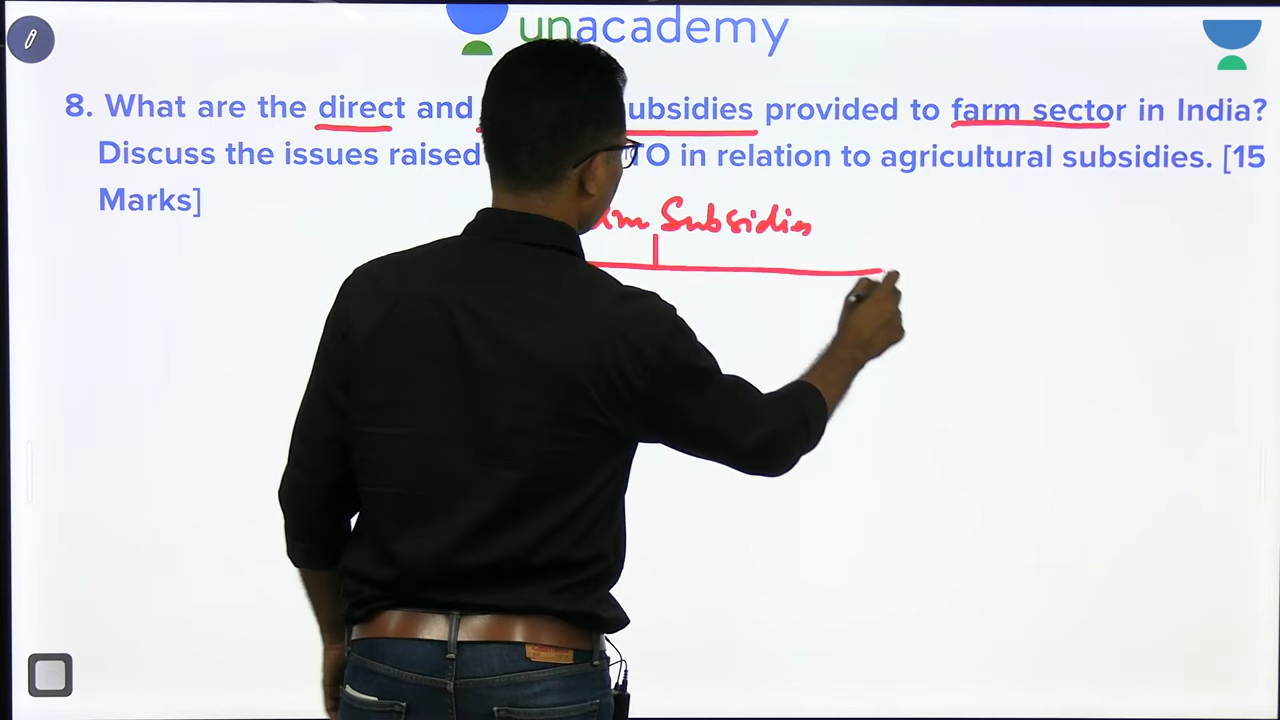 unacademy
8. What are the direct and ubsidies provided to farm sector in India?
Discuss the issues raised TO in relation to agricultural subsidies. [15
Marks]
Subsidies